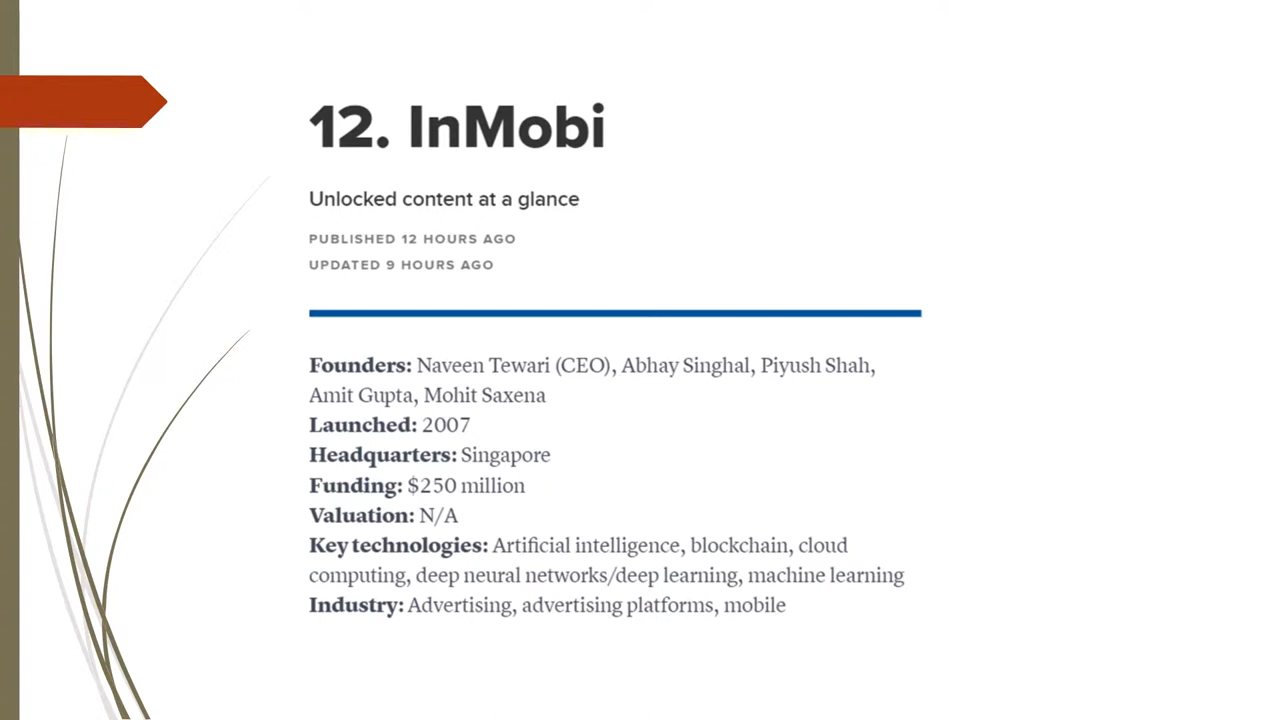 12. InMobi
Unlocked content at a glance
PUBLISHED 12 HOURS AGO
UPDATED 9 HOURS AGO
Founders: Naveen Tewari (CEO), Abhay Singhal, Piyush Shah,
Amit Gupta, Mohit Saxena
Launched: 2007
Headquarters: Singapore
Funding: $250 million
Valuation: N/A
Key technologies: Artificial intelligence, blockchain, cloud
computing, deep neural networks/deep learning, machine learning
Industry: Advertising, advertising platforms, mobile